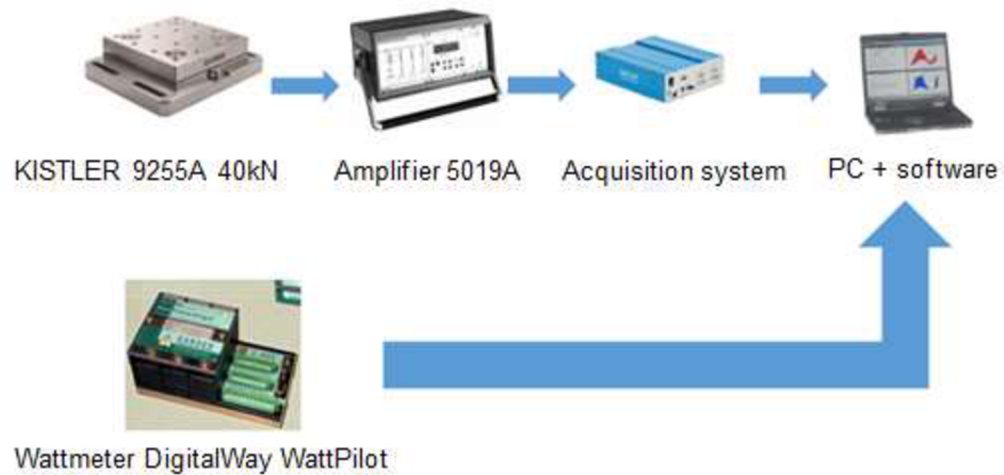 KISTLER 9255A 40kN
Amplifier 5019A
Acquisition system
PC + software
Wattmeter DigitalWay WattPilot